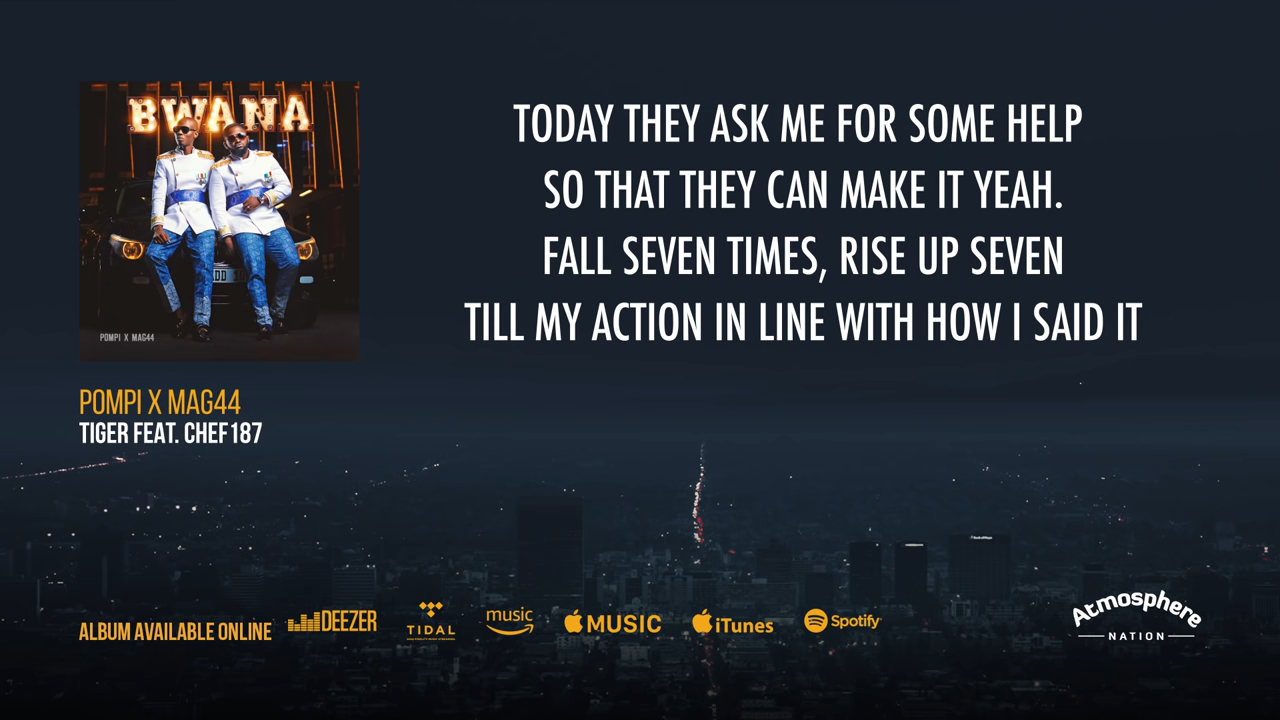 BWANA
POMPI X MAG44
POMPI X MAG44
TIGER FEAT. CHEF187
TODAY THEY ASK ME FOR SOME HELP
SO THAT THEY CAN MAKE IT YEAH.
FALL SEVEN TIMES, RISE UP SEVEN
TILL MY ACTION IN LINE WITH HOW I SAID IT
ALBUM AVAILABLE ONLINE
DEEZER
TIDAL
music
MUSIC
iTunes
Spotify
Atmosphere
NATION